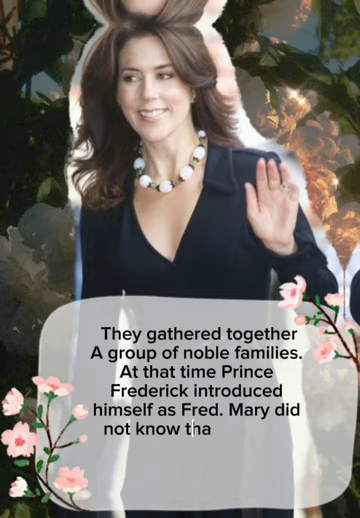 They gathered together
A group of noble families.
At that time Prince
Frederick introduced
himself as Fred. Mary did
not know tha